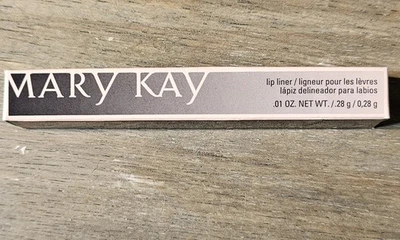 MARY KAY
lip liner / ligneur pour les lèvres
lápiz delineador para labios
.01 OZ. NET WT. / .28 g / 0,28 g